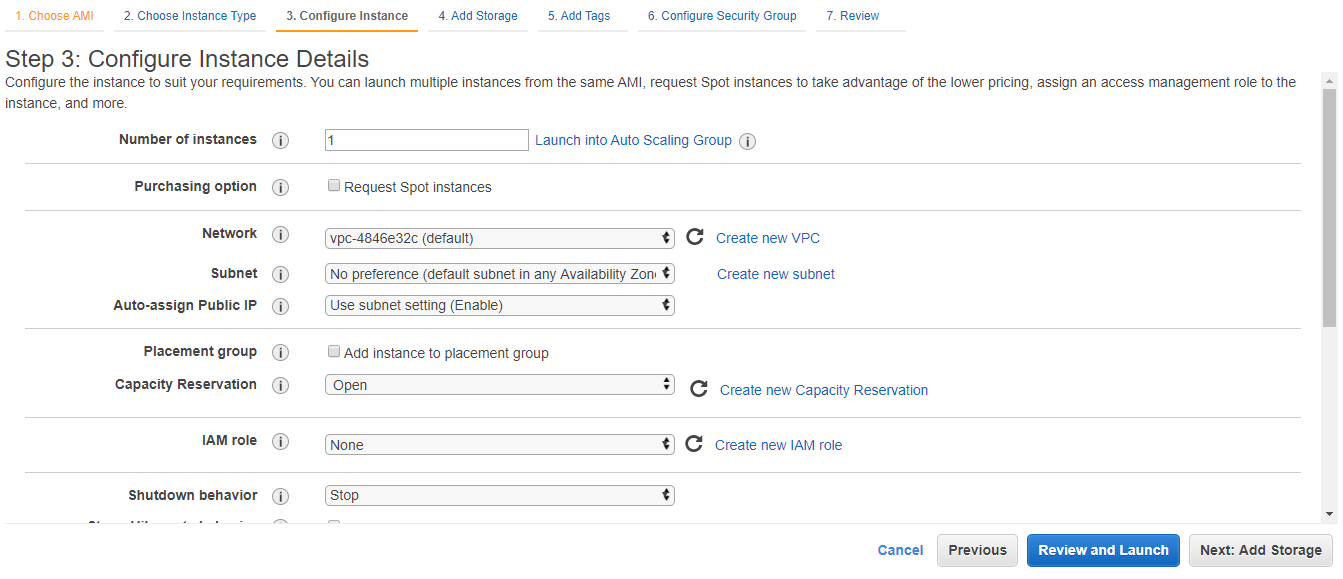 1. Choose AMI 2. Choose Instance Type 3. Configure Instance 4. Add Storage 5. Add Tags 6. Configure Security Group 7. Review
Step 3: Configure Instance Details
Configure the instance to suit your requirements. You can launch multiple instances from the same AMI, request Spot instances to take advantage of the lower pricing, assign an access management role to the
instance, and more.
Number of instances i 1 Launch into Auto Scaling Group i
Purchasing option i Request Spot instances
Network i vpc-4846e32c (default) Create new VPC
Subnet i No preference (default subnet in any Availability Zon Create new subnet
Auto-assign Public IP i Use subnet setting (Enable)
Placement group i Add instance to placement group
Capacity Reservation i Open Create new Capacity Reservation
IAM role i None Create new IAM role
Shutdown behavior i Stop
Cancel Previous Review and Launch Next: Add Storage